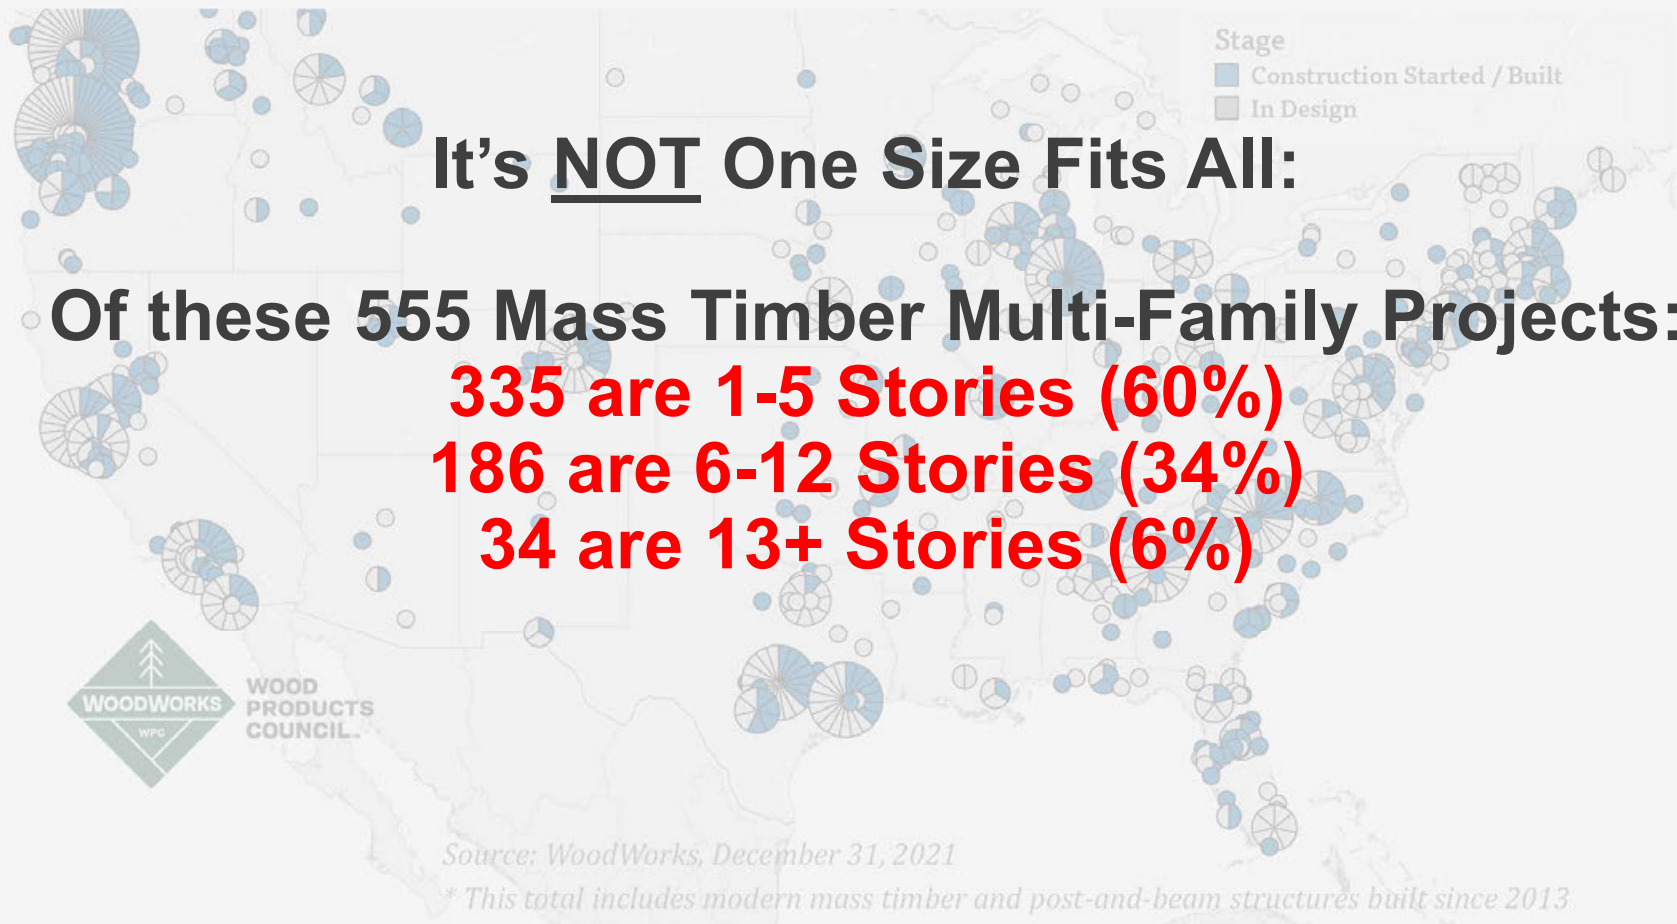 Stage
Construction Started / Built
In Design
It’s NOT One Size Fits All:
Of these 555 Mass Timber Multi-Family Projects:
335 are 1-5 Stories (60%)
186 are 6-12 Stories (34%)
34 are 13+ Stories (6%)
WOODWORKS
WPC
WOOD
PRODUCTS
COUNCIL™
Source: WoodWorks, December 31, 2021
* This total includes modern mass timber and post-and-beam structures built since 2013